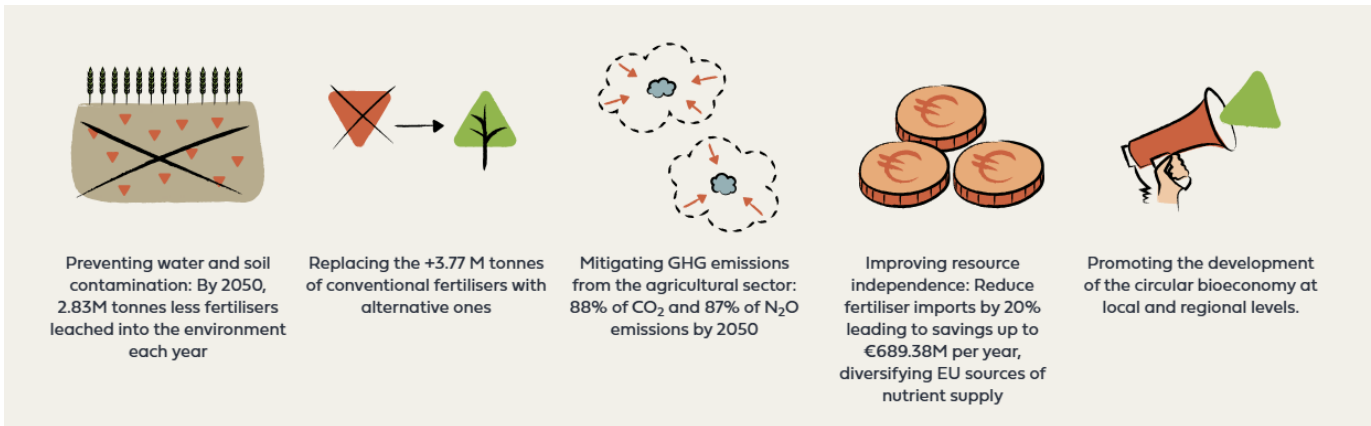 Preventing water and soil
contamination: By 2050,
2.83M tonnes less fertilisers
leached into the environment
each year
Replacing the +3.77 M tonnes
of conventional fertilisers with
alternative ones
Mitigating GHG emissions
from the agricultural sector:
88% of CO₂ and 87% of N₂O
emissions by 2050
Improving resource
independence: Reduce
fertiliser imports by 20%
leading to savings up to
€689.38M per year,
diversifying EU sources of
nutrient supply
Promoting the development
of the circular bioeconomy at
local and regional levels.